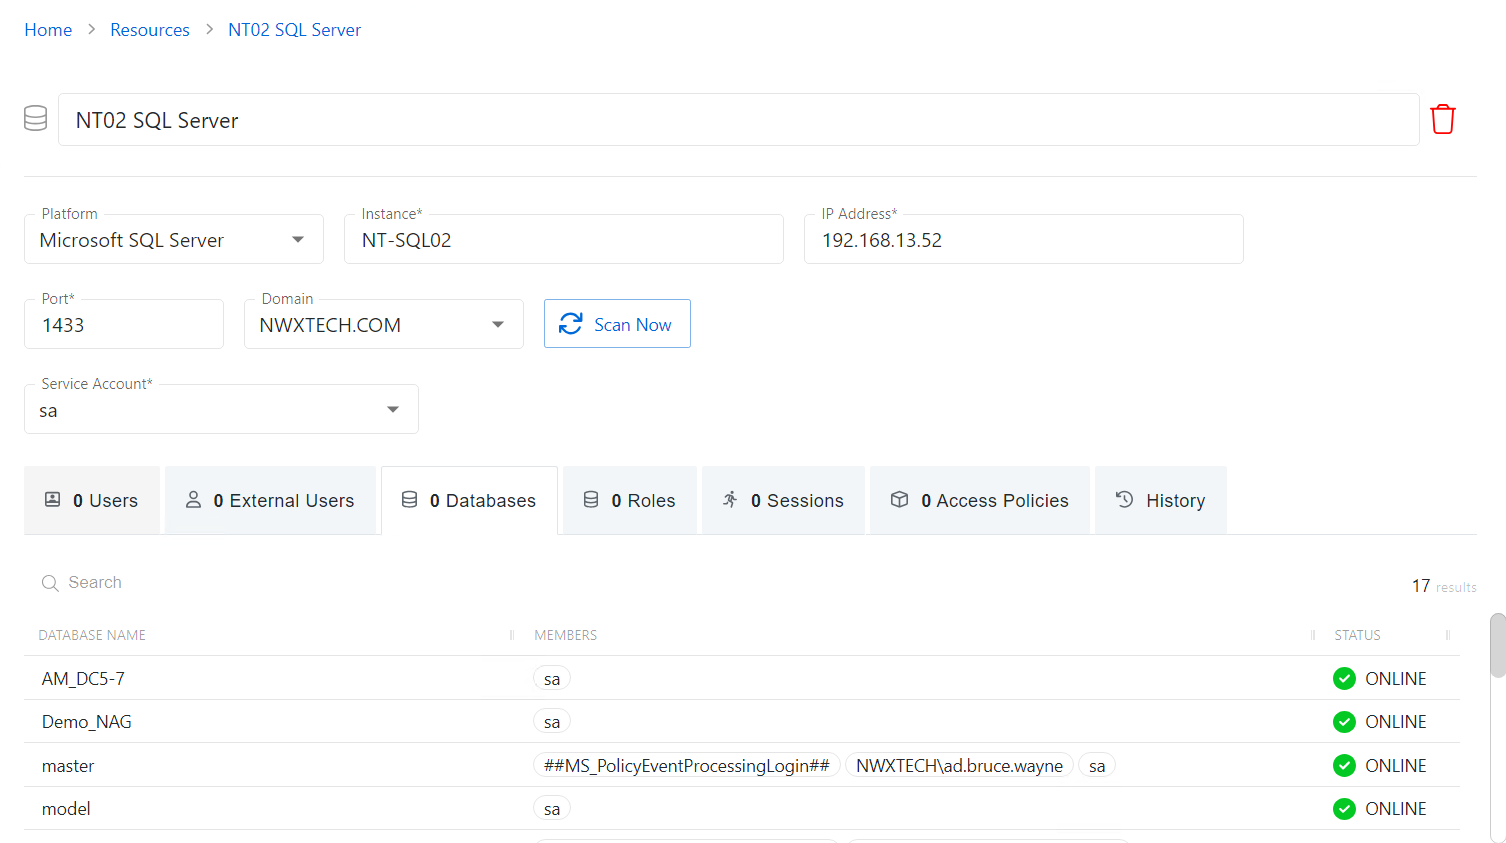 Home > Resources > NT02 SQL Server
NT02 SQL Server
Platform Instance* IP Address*
Microsoft SQL Server NT-SQL02 192.168.13.52
Port* Domain
1433 NWXTECH.COM Scan Now
Service Account*
sa
0 Users 0 External Users 0 Databases 0 Roles 0 Sessions 0 Access Policies History
Search 17 results
DATABASE NAME MEMBERS STATUS
AM_DC5-7 sa ONLINE
Demo_NAG sa ONLINE
master ##MS_PolicyEventProcessingLogin## NWXTECH\ad.bruce.wayne sa ONLINE
model sa ONLINE